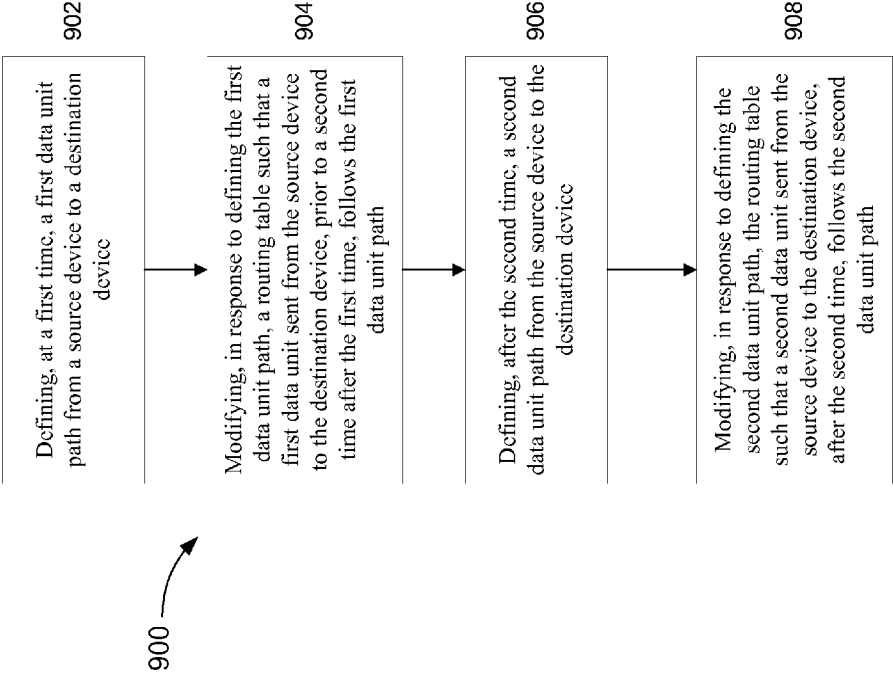 902
Defining, at a first time, a first data unit
path from a source device to a destination
device
904
Modifying, in response to defining the first
data unit path, a routing table such that a
first data unit sent from the source device
to the destination device, prior to a second
time after the first time, follows the first
data unit path
906
Defining, after the second time, a second
data unit path from the source device to the
destination device
908
Modifying, in response to defining the
second data unit path, the routing table
such that a second data unit sent from the
source device to the destination device,
after the second time, follows the second
data unit path
900